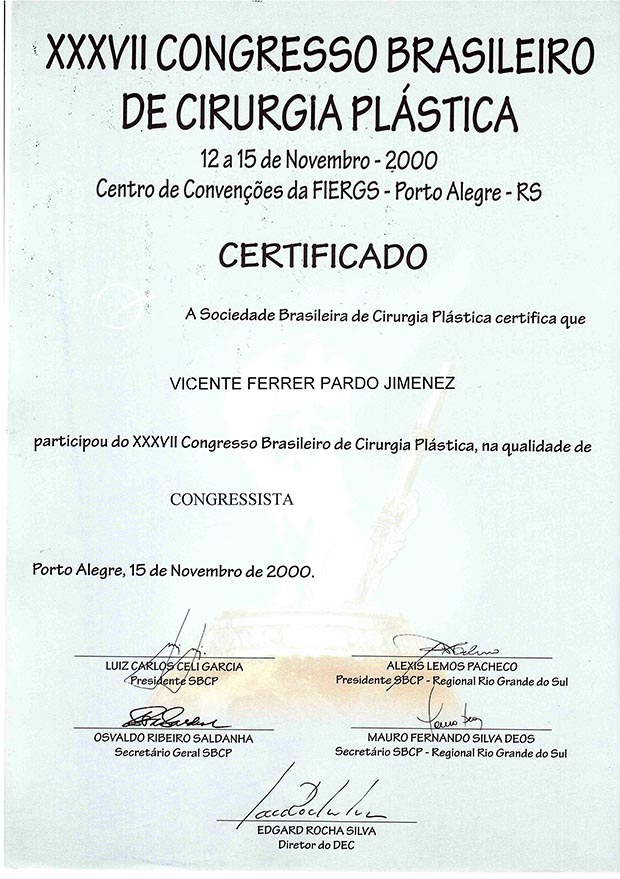 XXXVII CONGRESSO BRASILEIRO
DE CIRURGIA PLÁSTICA
12 a 15 de Novembro - 2000
Centro de Convenções da FIERGS - Porto Alegre - RS
CERTIFICADO
A Sociedade Brasileira de Cirurgia Plástica certifica que
VICENTE FERRER PARDO JIMENEZ
participou do XXXVII Congresso Brasileiro de Cirurgia Plástica, na qualidade de
CONGRESSISTA
Porto Alegre, 15 de Novembro de 2000.
LUIZ CARLOS CELI GARCIA
Presidente SBCP
ALEXIS LEMOS PACHECO
Presidente SBCP - Regional Rio Grande do Sul
OSVALDO RIBEIRO SALDANHA
Secretário Geral SBCP
MAURO FERNANDO SILVA DEOS
Secretário SBCP - Regional Rio Grande do Sul
EDGARD ROCHA SILVA
Diretor do DEC